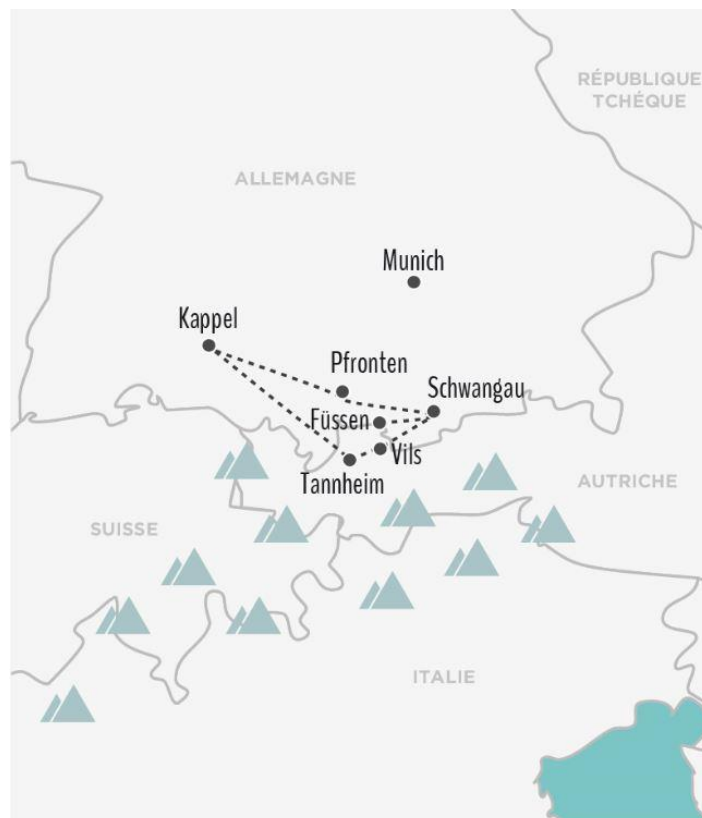 RÉPUBLIQUE
TCHÉQUE
ALLEMAGNE
Munich
Kappel
Pfronten
Schwangau
Füssen
Vils
Tannheim
AUTRICHE
SUISSE
ITALIE